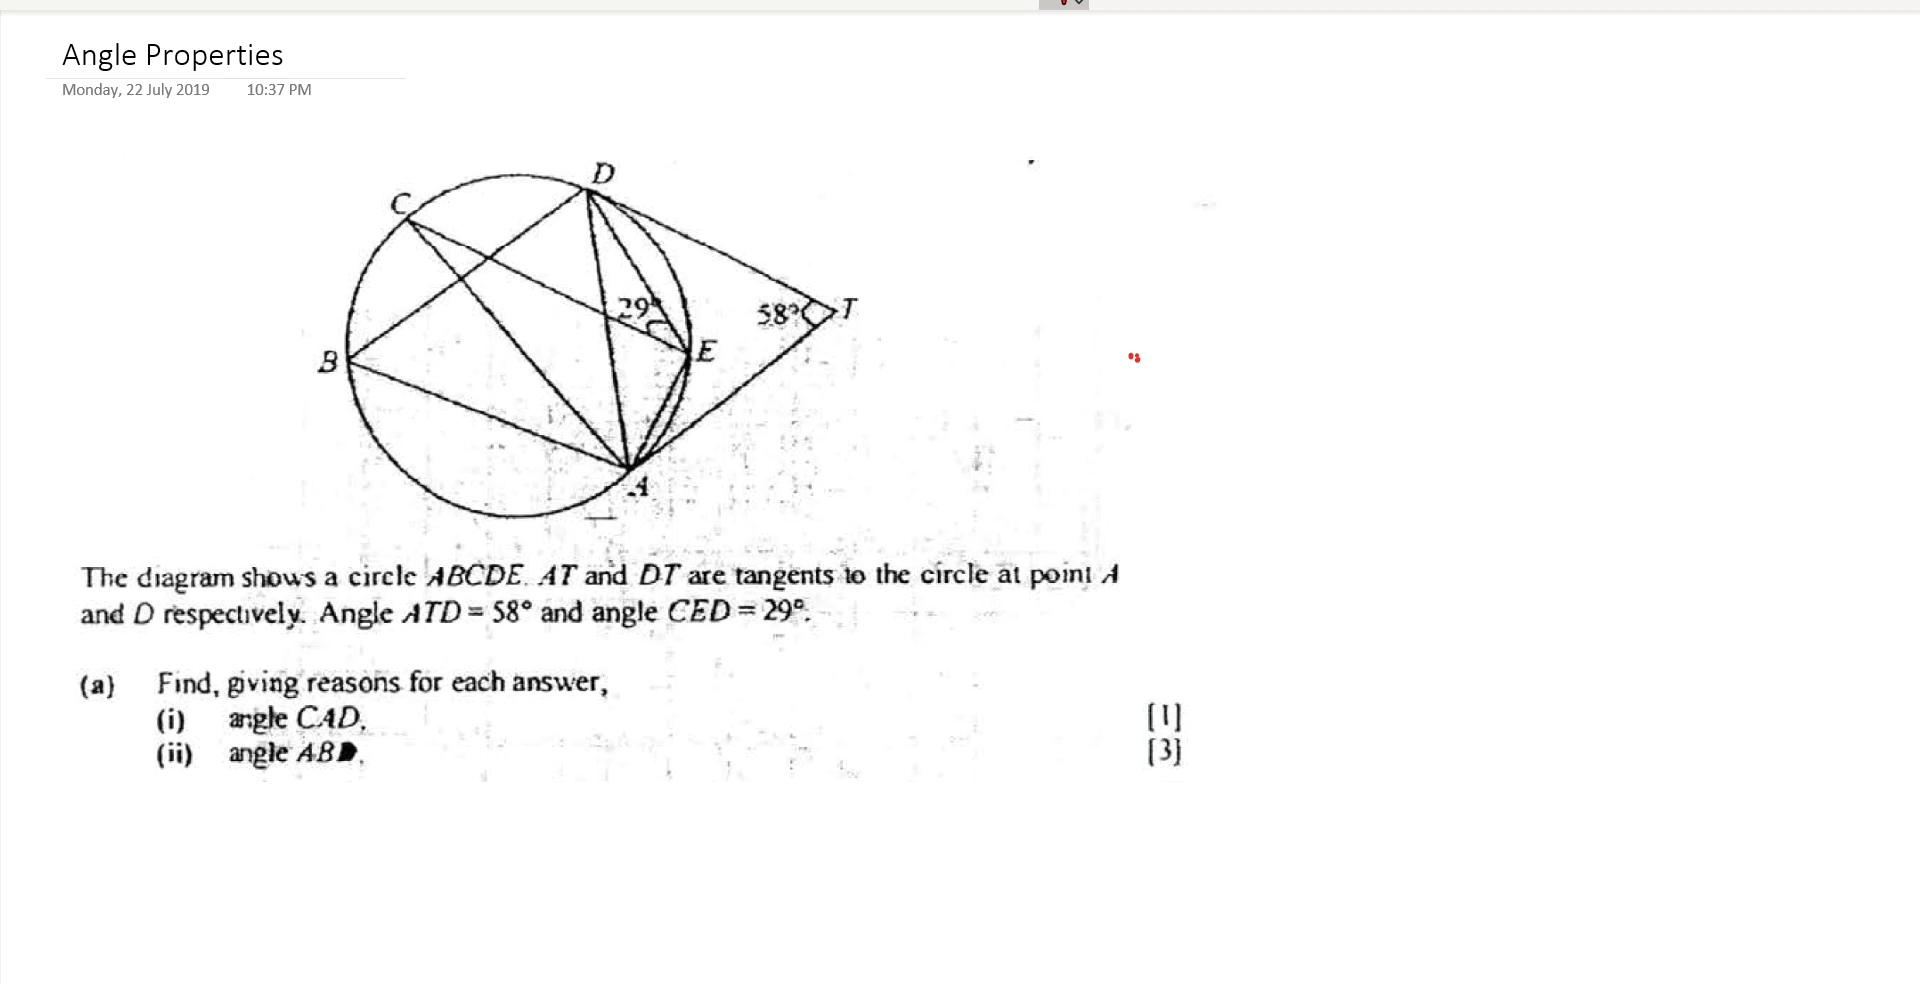 Angle Properties
Monday, 22 July 2019 10:37 PM
D
C
29°
58°
T
B
E
A
The diagram shows a circle ABCDE. AT and DT are tangents to the circle at point A
and D respectively. Angle ATD = 58° and angle CED = 29°.
(a) Find, giving reasons for each answer,
(i) angle CAD, [1]
(ii) angle ABD. [3]